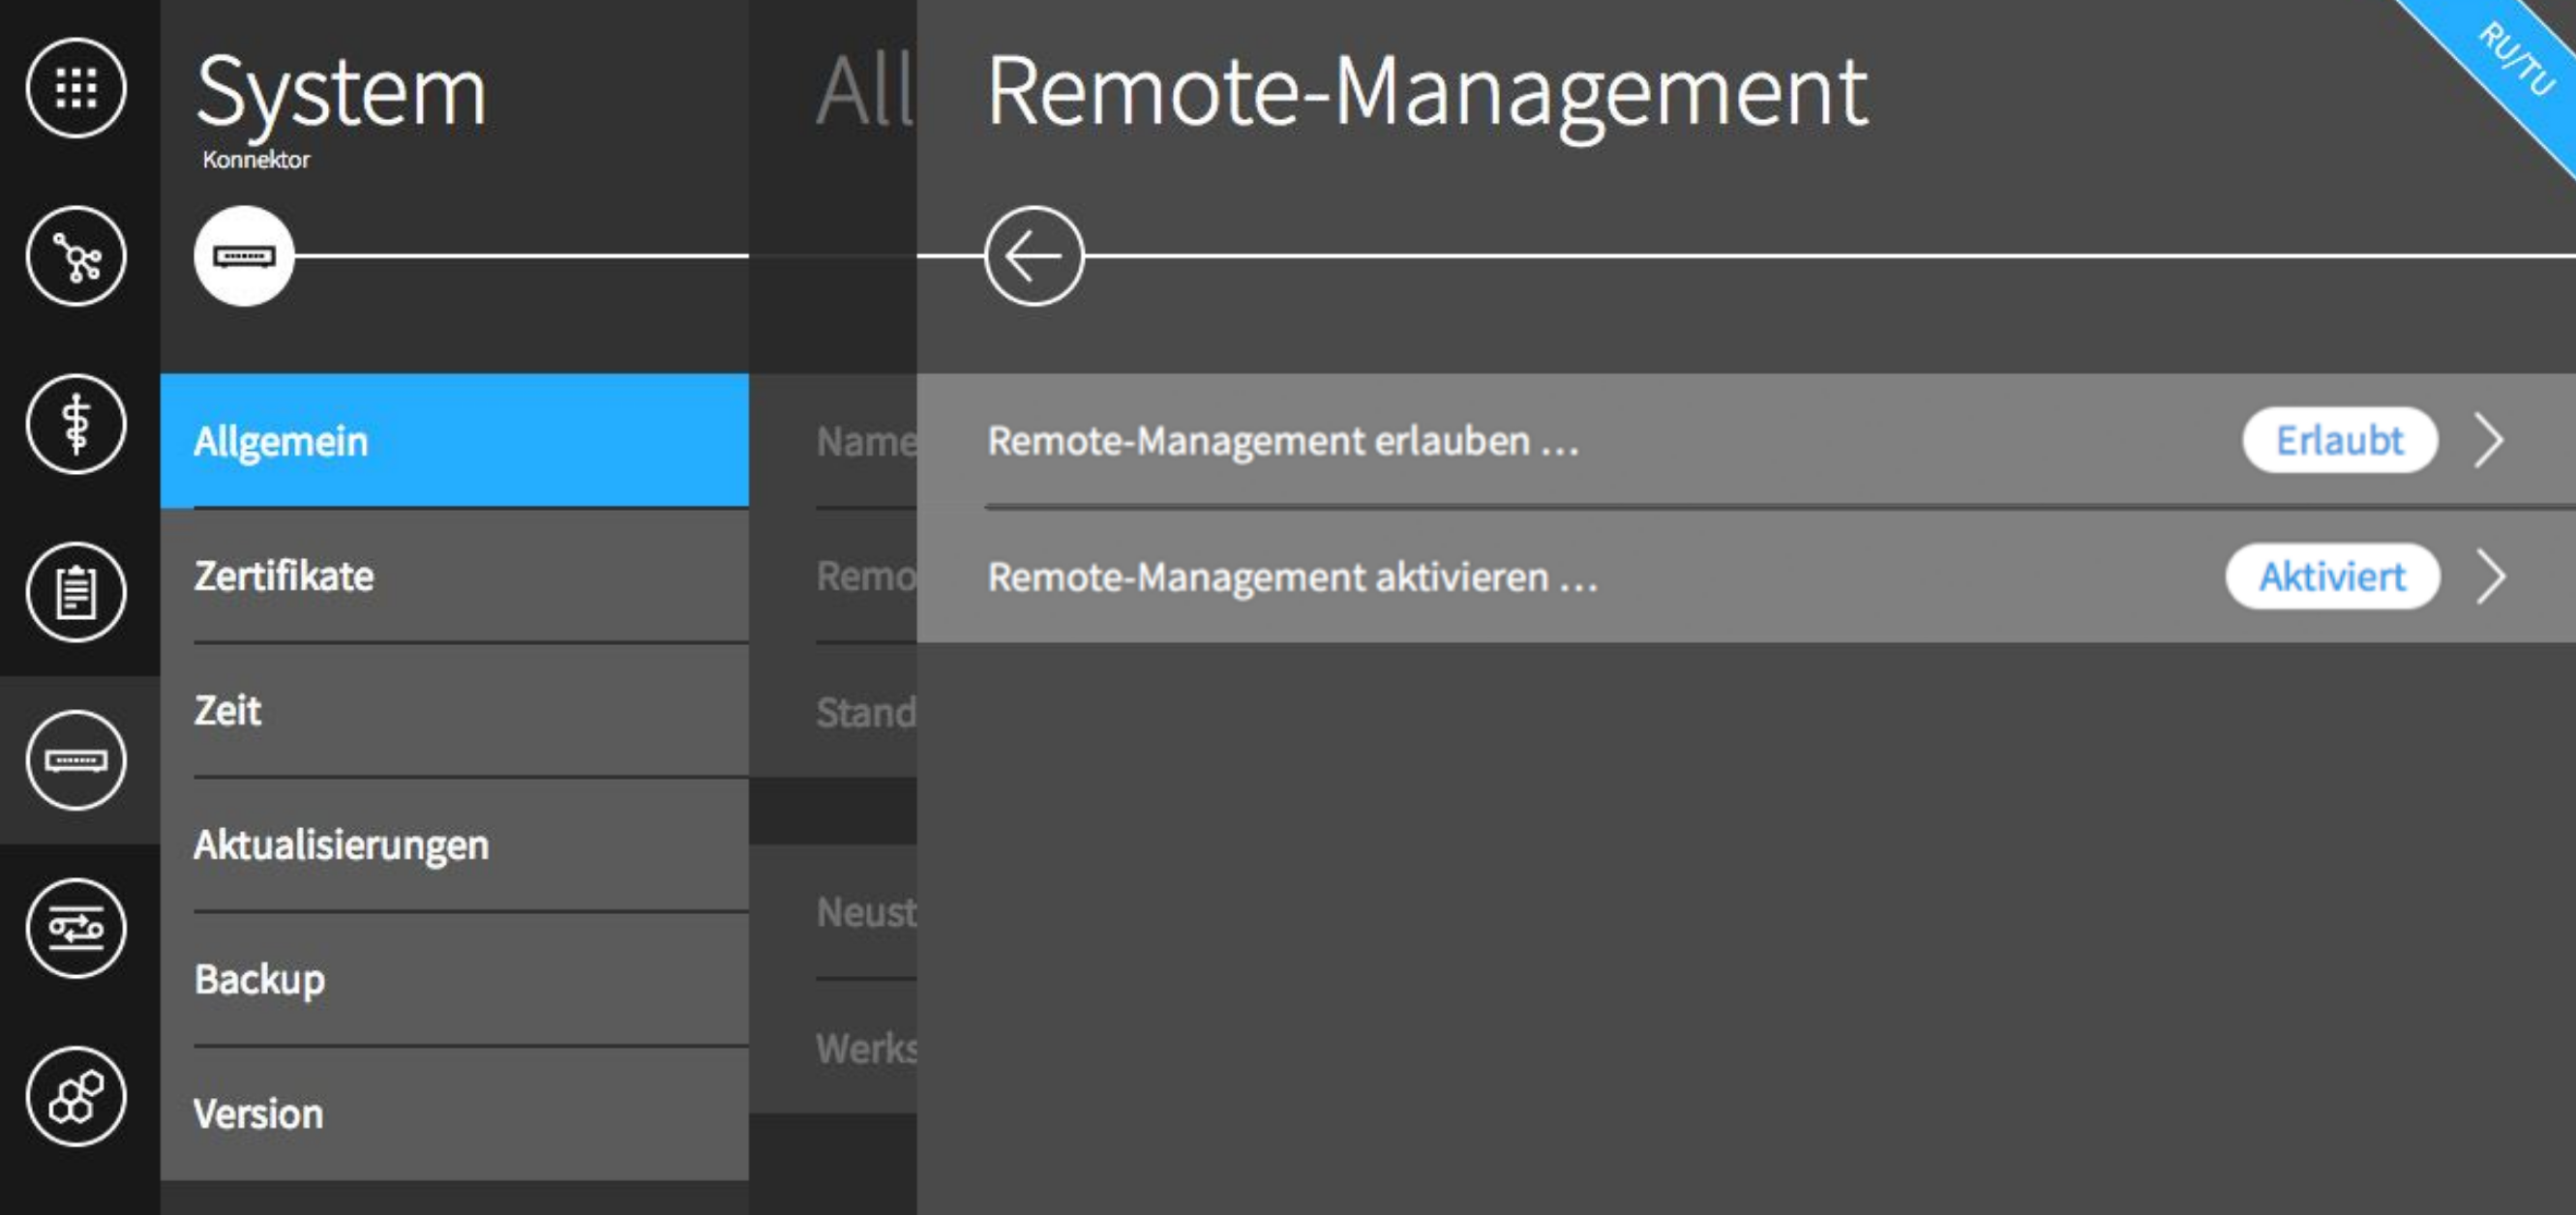 System
Konnektor
Allgemein
Zertifikate
Zeit
Aktualisierungen
Backup
Version
All
Name
Remo
Stand
Neust
Werks
Remote-Management
RU/TU
Remote-Management erlauben ...
Erlaubt
Remote-Management aktivieren ...
Aktiviert